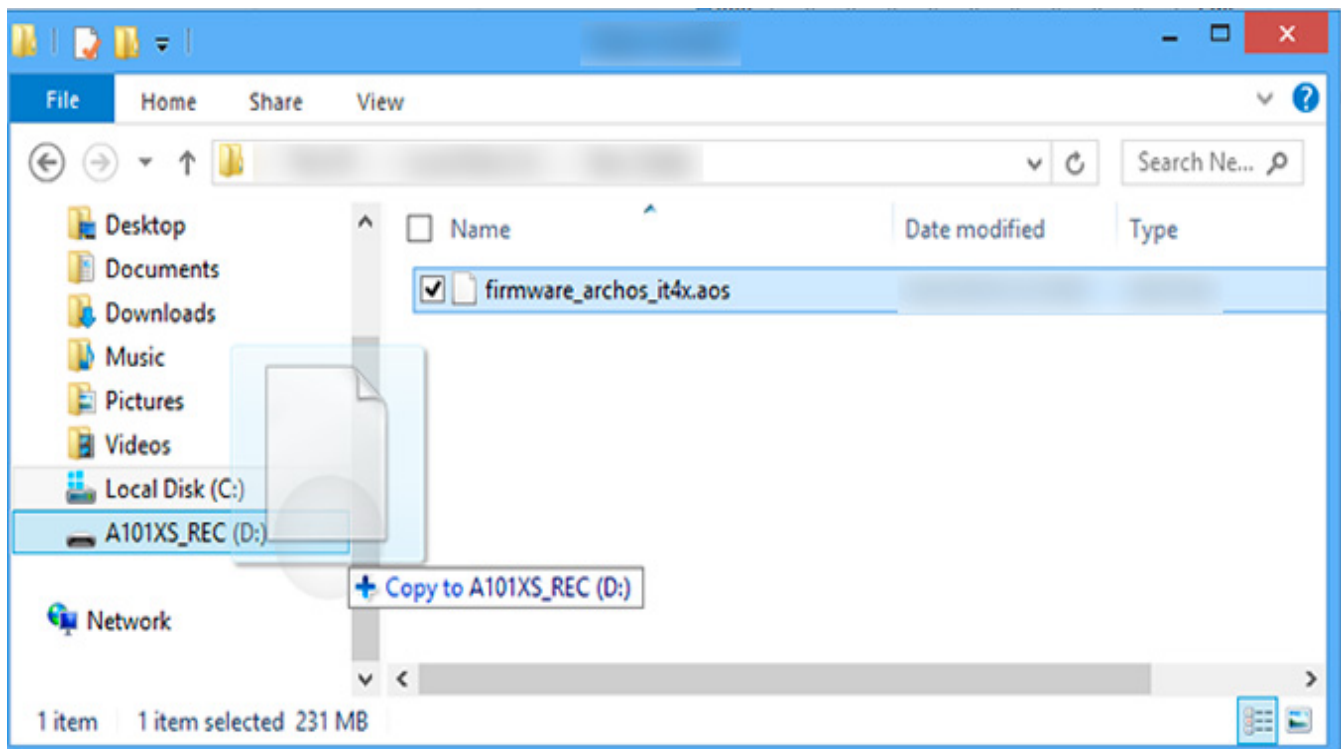 File Home Share View
Search Ne...
Name Date modified Type
Desktop
Documents
firmware_archos_it4x.aos
Downloads
Music
Pictures
Videos
Local Disk (C:)
A101XS_REC (D:)
Copy to A101XS_REC (D:)
Network
1 item 1 item selected 231 MB